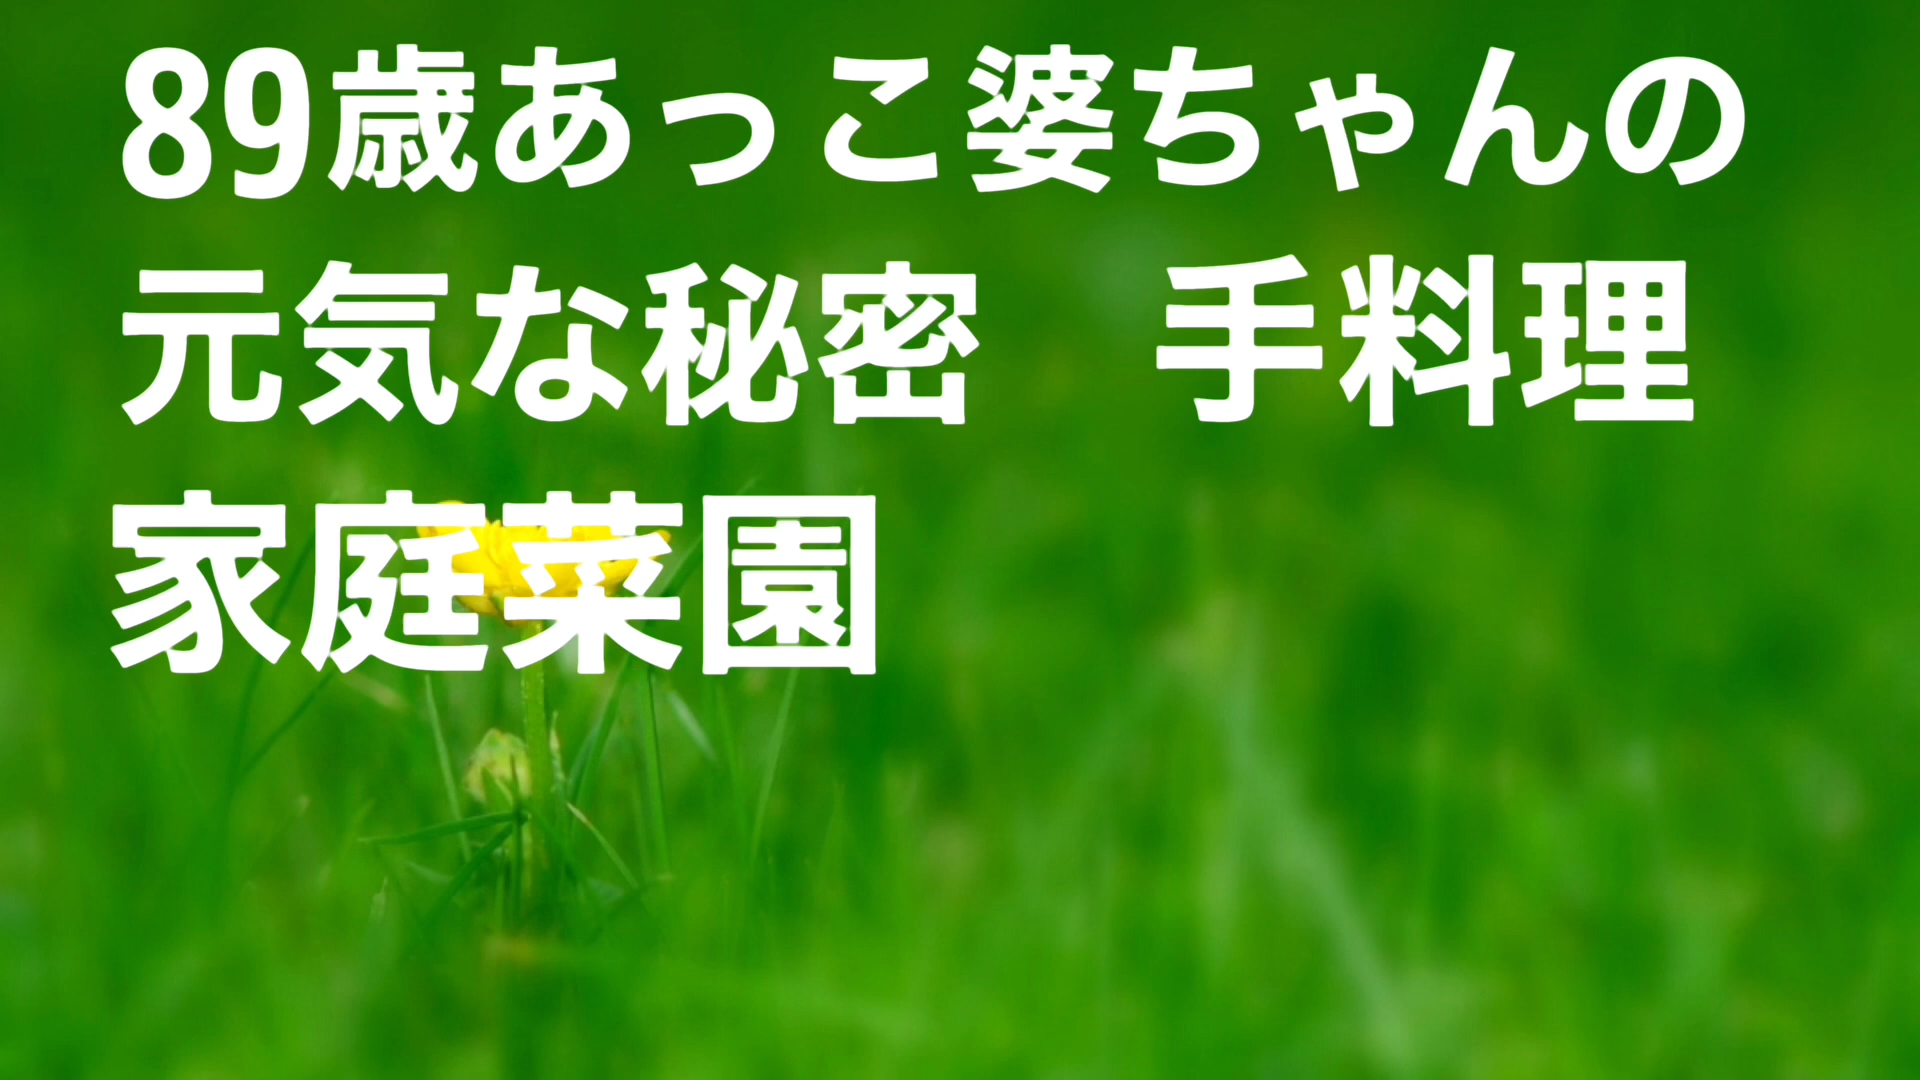 89歳あっこ婆ちゃんの
元気な秘密　手料理
家庭菜園